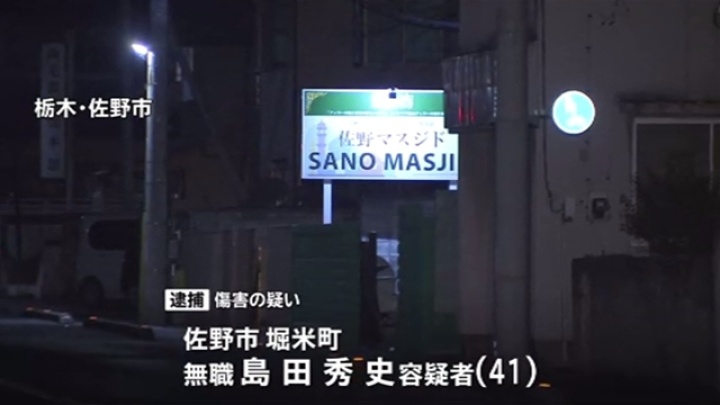 栃木・佐野市
佐野マスジド
SANO MASJI
逮捕 傷害の疑い
佐野市 堀米町
無職 島田秀史容疑者(41)